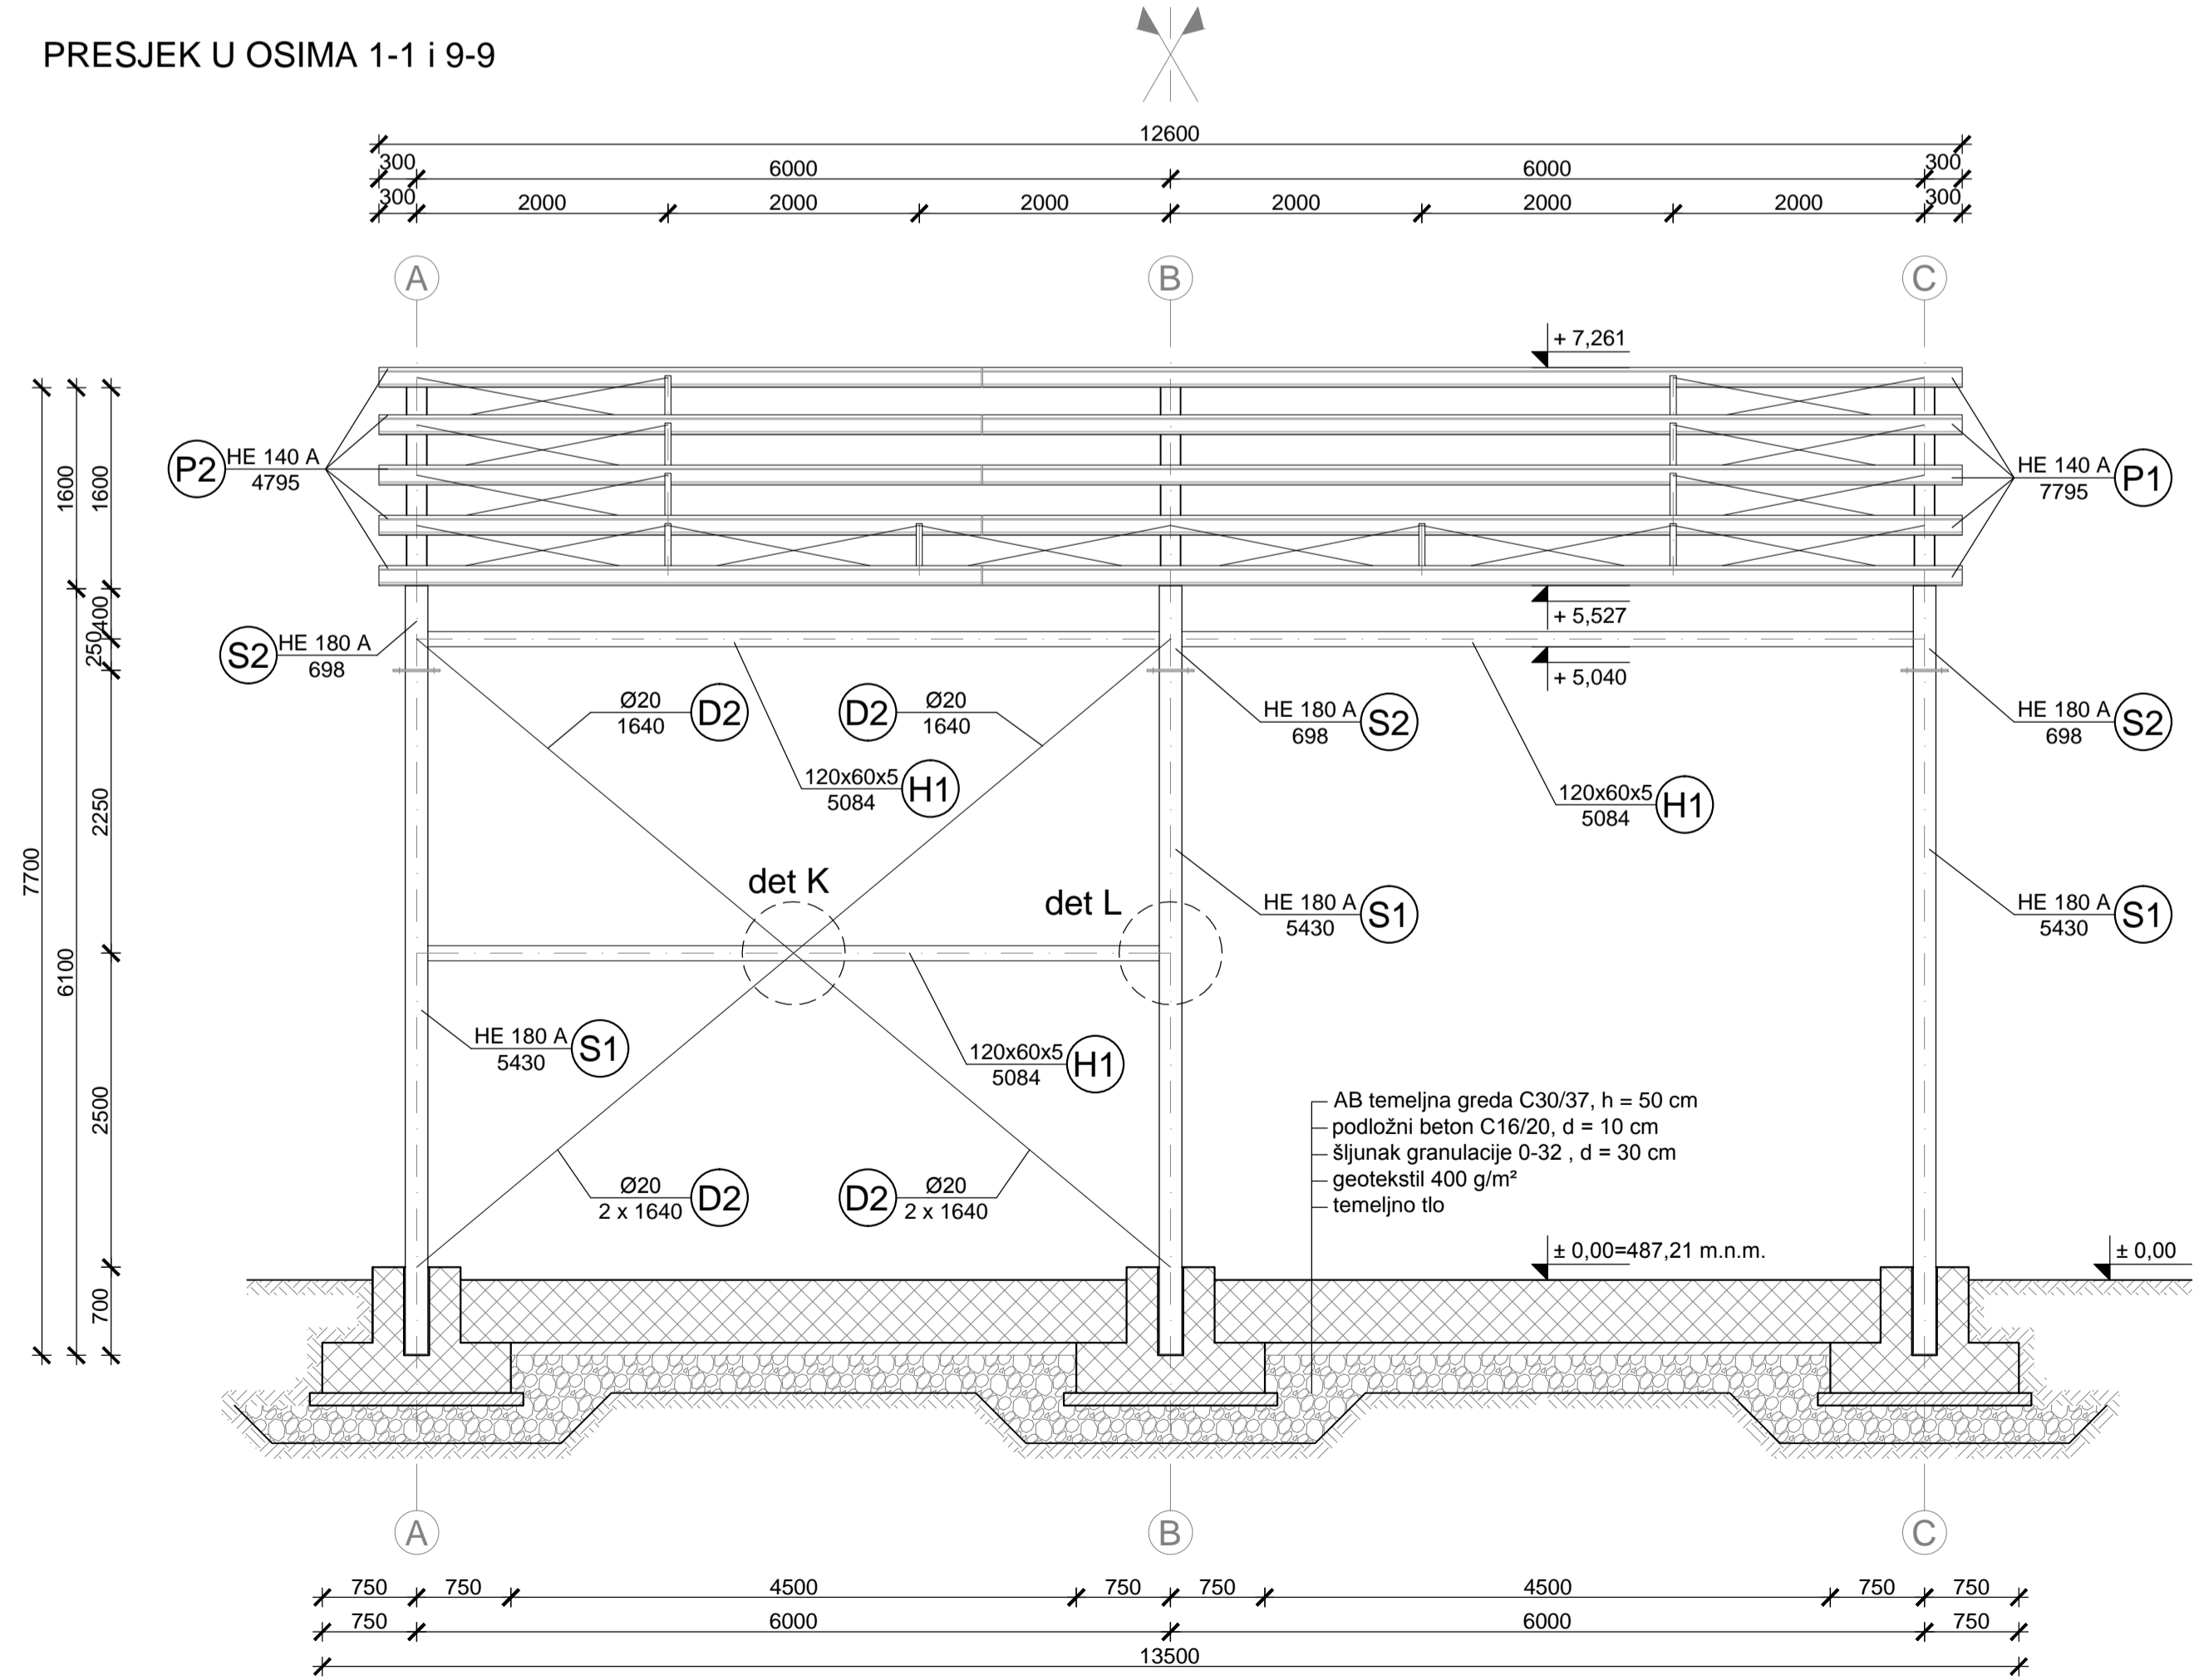 PRESJEK U OSIMA 1-1 i 9-9
12600
300 6000 6000 300
300 2000 2000 2000 2000 2000 2000 300
A B C
+ 7,261
P2 HE 140 A
4795
HE 140 A P1
7795
1600 1600
400
250
+ 5,527
+ 5,040
S2 HE 180 A
698
Ø20 D2
1640
D2 Ø20
1640
HE 180 A S2
698
HE 180 A S2
698
120x60x5 H1
5084
120x60x5 H1
5084
2250
7700
det K
det L
HE 180 A S1
5430
HE 180 A S1
5430
6100
HE 180 A S1
5430
120x60x5 H1
5084
2500
AB temeljna greda C30/37, h = 50 cm
podložni beton C16/20, d = 10 cm
šljunak granulacije 0-32 , d = 30 cm
geotekstil 400 g/m²
temeljno tlo
Ø20 D2
2 x 1640
D2 Ø20
2 x 1640
± 0,00=487,21 m.n.m.
± 0,00
700
A B C
750 750 4500 750 750 4500 750 750
750 6000 6000 750
13500